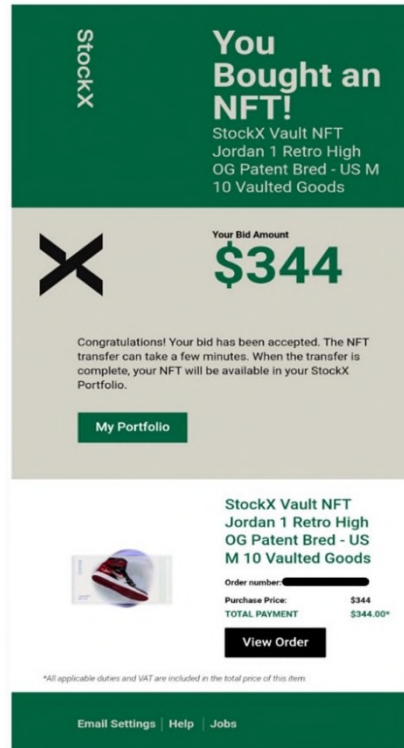 StockX
You
Bought an
NFT!
StockX Vault NFT
Jordan 1 Retro High
OG Patent Bred - US M
10 Vaulted Goods
Your Bid Amount
$344
Congratulations! Your bid has been accepted. The NFT
transfer can take a few minutes. When the transfer is
complete, your NFT will be available in your StockX
Portfolio.
My Portfolio
StockX Vault NFT
Jordan 1 Retro High
OG Patent Bred - US
M 10 Vaulted Goods
Order number:
Purchase Price: $344
TOTAL PAYMENT $344.00*
View Order
*All applicable duties and VAT are included in the total price of this item.
Email Settings | Help | Jobs